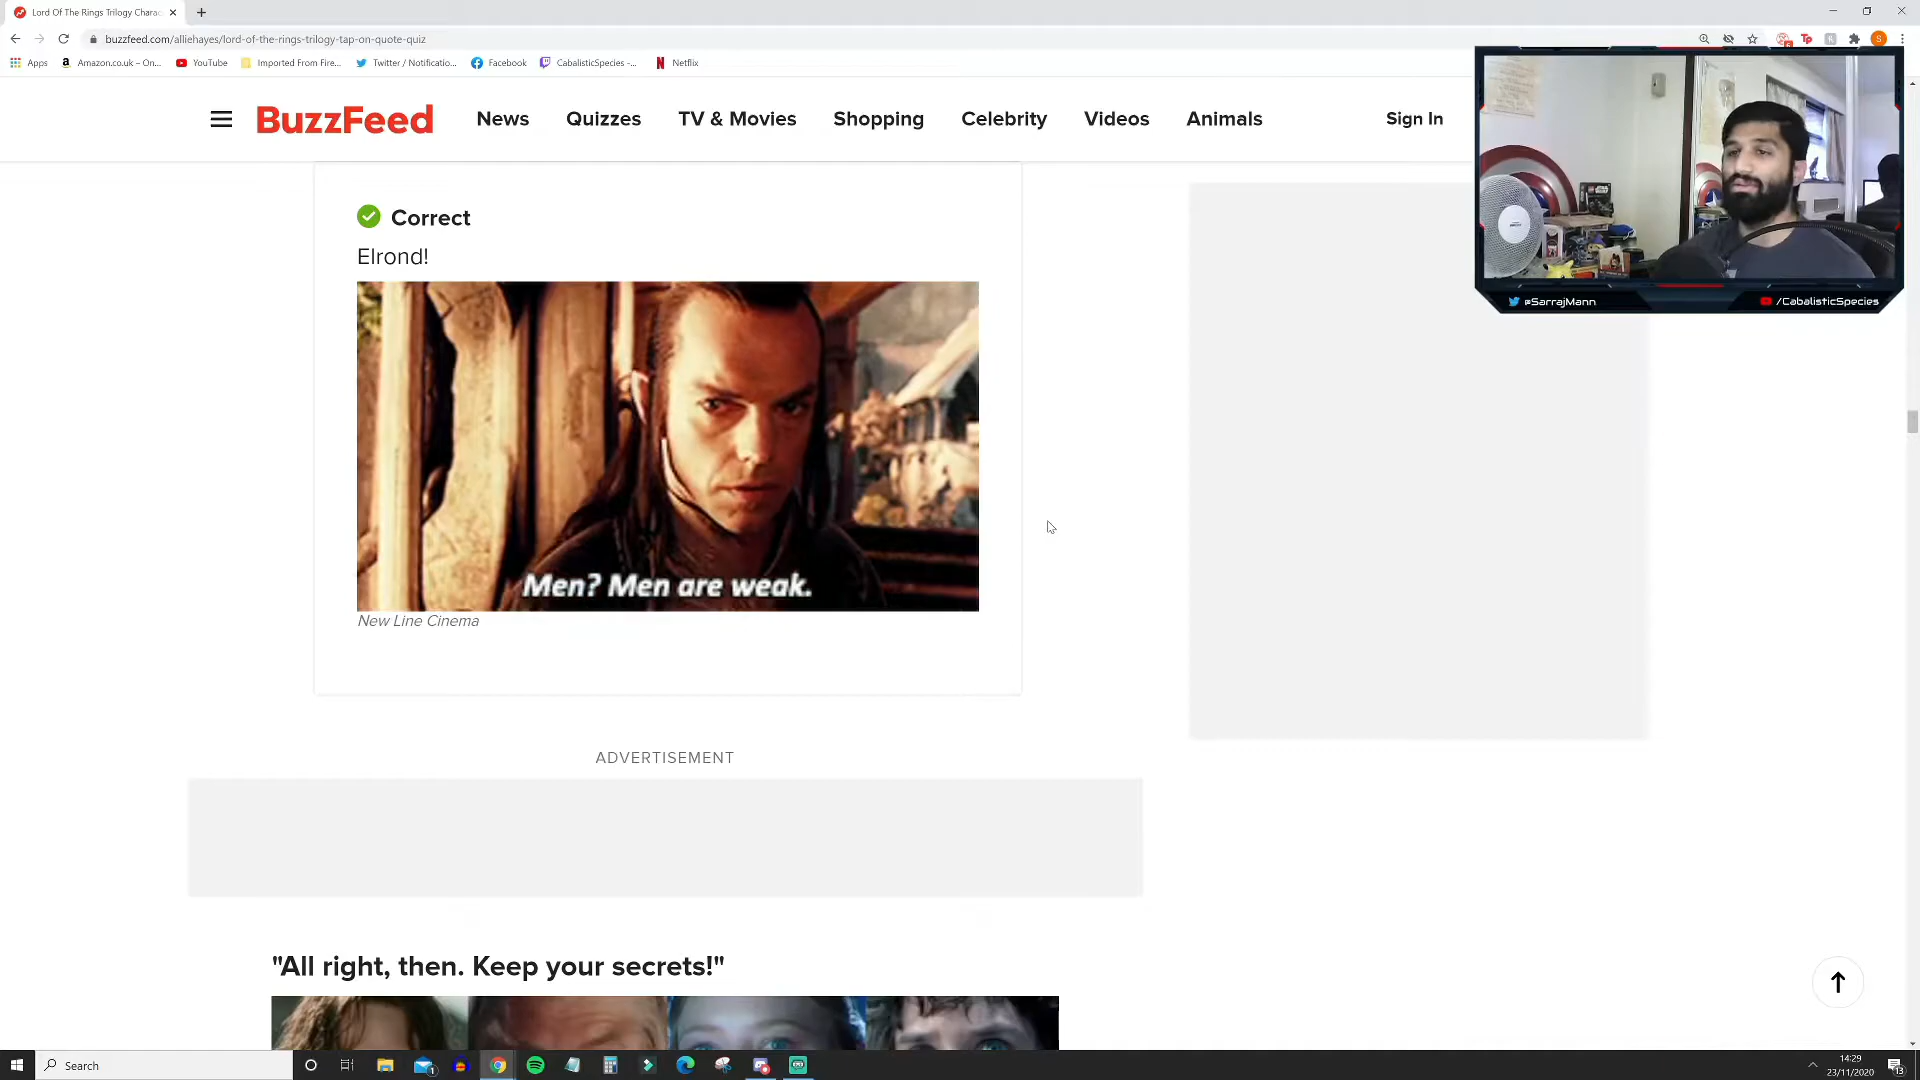 Lord Of The Rings Trilogy Charac
buzzfeed.com/alliehayes/lord-of-the-rings-trilogy-tap-on-quote-quiz
Apps Amazon.co.uk – On... YouTube Imported From Fire... Twitter / Notificatio... Facebook CabalisticSpecies -... Netflix
BuzzFeed News Quizzes TV & Movies Shopping Celebrity Videos Animals Sign In
@SarrajMann /CabalisticSpecies
Correct
Elrond!
Men? Men are weak.
New Line Cinema
ADVERTISEMENT
"All right, then. Keep your secrets!"
Search
14:29
23/11/2020